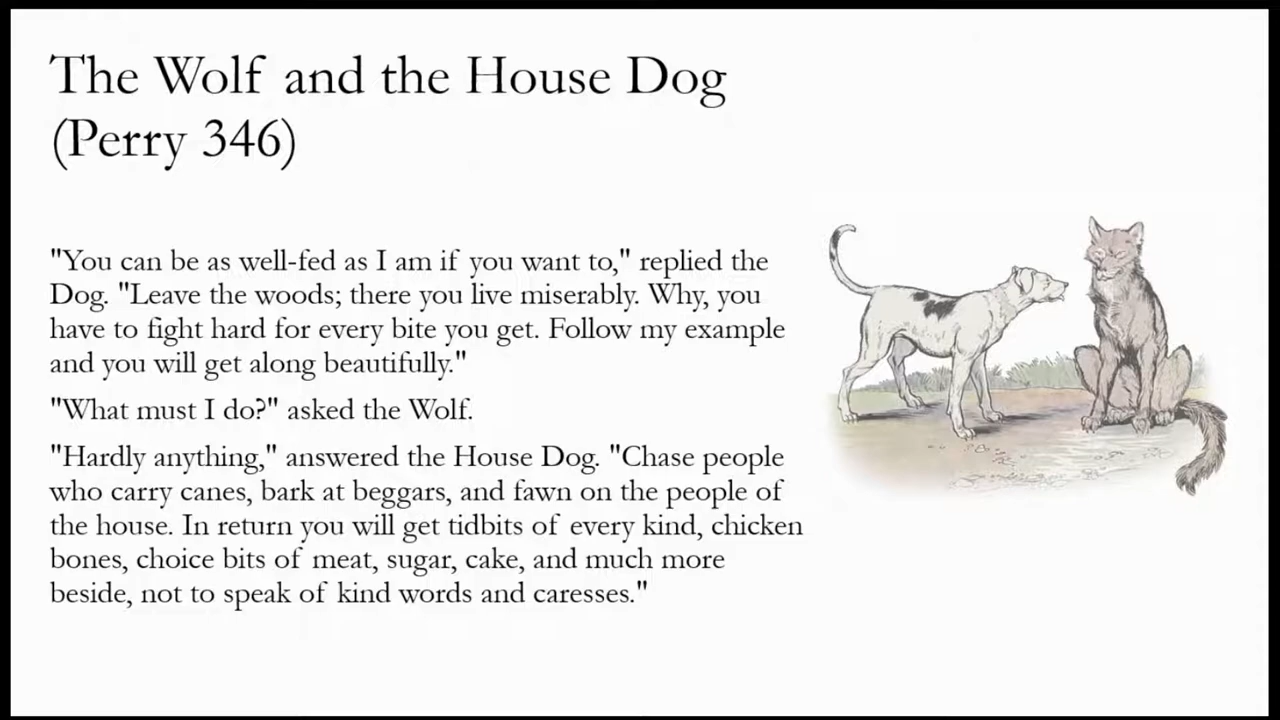 The Wolf and the House Dog
(Perry 346)
"You can be as well-fed as I am if you want to," replied the
Dog. "Leave the woods; there you live miserably. Why, you
have to fight hard for every bite you get. Follow my example
and you will get along beautifully."
"What must I do?" asked the Wolf.
"Hardly anything," answered the House Dog. "Chase people
who carry canes, bark at beggars, and fawn on the people of
the house. In return you will get tidbits of every kind, chicken
bones, choice bits of meat, sugar, cake, and much more
beside, not to speak of kind words and caresses."